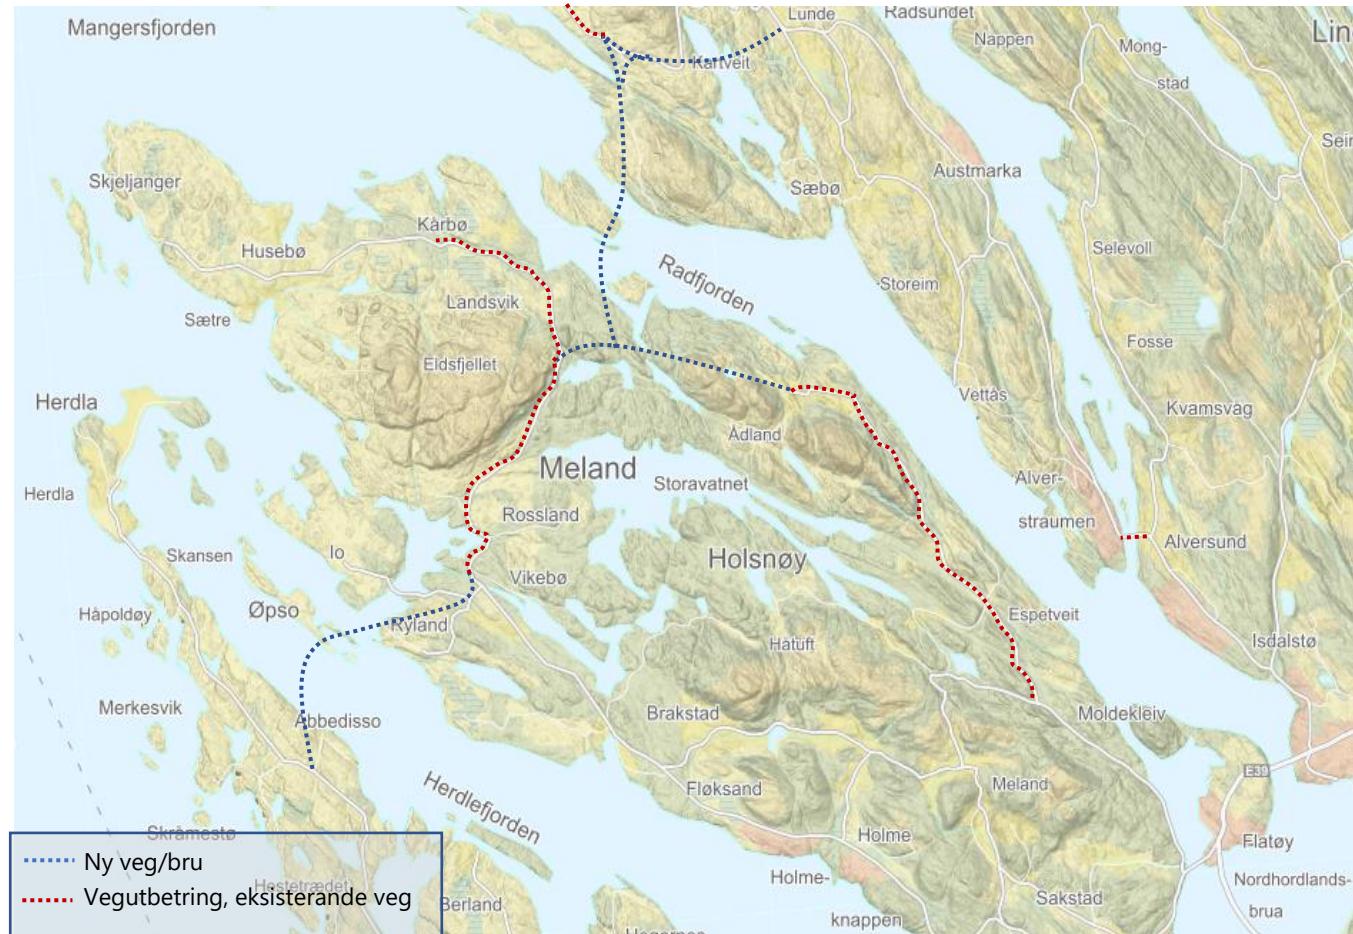 Mangersfjorden
Lunde
Radsundet
Nappen
Lin
Mong-
stad
Kartveit
Sei
Austmarka
Skjeljanger
Sæbø
Kårbø
Husebø
Selevoll
Radfjorden
Storeim
Landsvik
Sætre
Fosse
Eldsfjellet
Vettås
Herdla
Kvamsvåg
Ådland
Meland
Storavatnet
Alver-
straumen
Herdla
Rossland
Alversund
Skansen
Io
Holsnøy
Vikebø
Håpoldøy
Øpso
Ryland
Espetveit
Håtuft
Isdalstø
Merkesvik
Abbedisso
Brakstad
Moldekleiv
E39
Meland
Fløksand
Herdlefjorden
Skråmestø
Holme
Flatøy
Ny veg/bru
Holme-
knappen
Nordhordlands-
brua
Hestetrædet
Vegutbetring, eksisterande veg
Berland
Sakstad